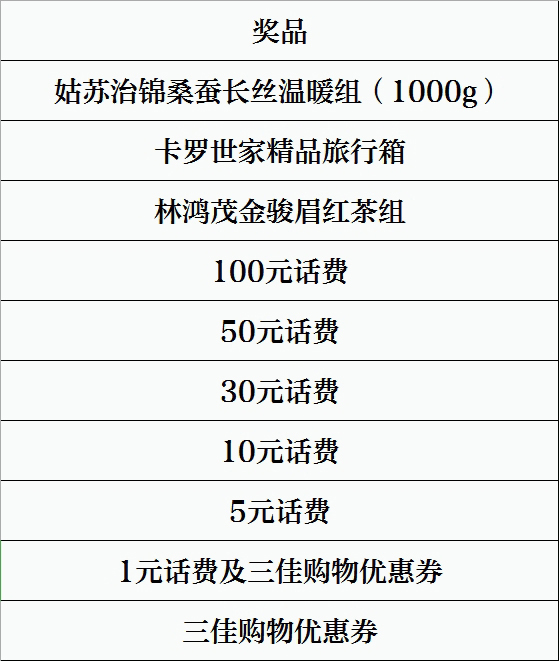 奖品
姑苏治锦桑蚕长丝温暖组（1000g）
卡罗世家精品旅行箱
林鸿茂金骏眉红茶组
100元话费
50元话费
30元话费
10元话费
5元话费
1元话费及三佳购物优惠券
三佳购物优惠券